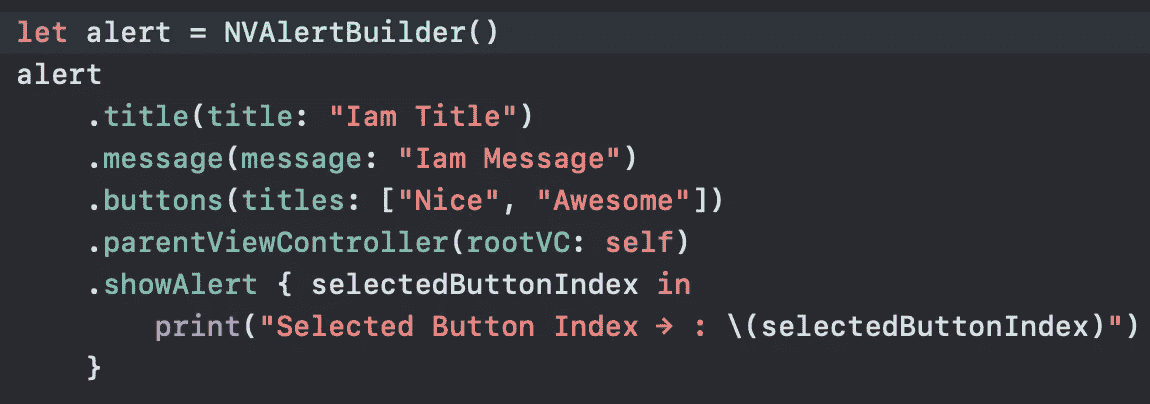 let alert = NVAlertBuilder()
alert
    .title(title: "Iam Title")
    .message(message: "Iam Message")
    .buttons(titles: ["Nice", "Awesome"])
    .parentViewController(rootVC: self)
    .showAlert { selectedButtonIndex in
        print("Selected Button Index → : \(selectedButtonIndex)")
    }